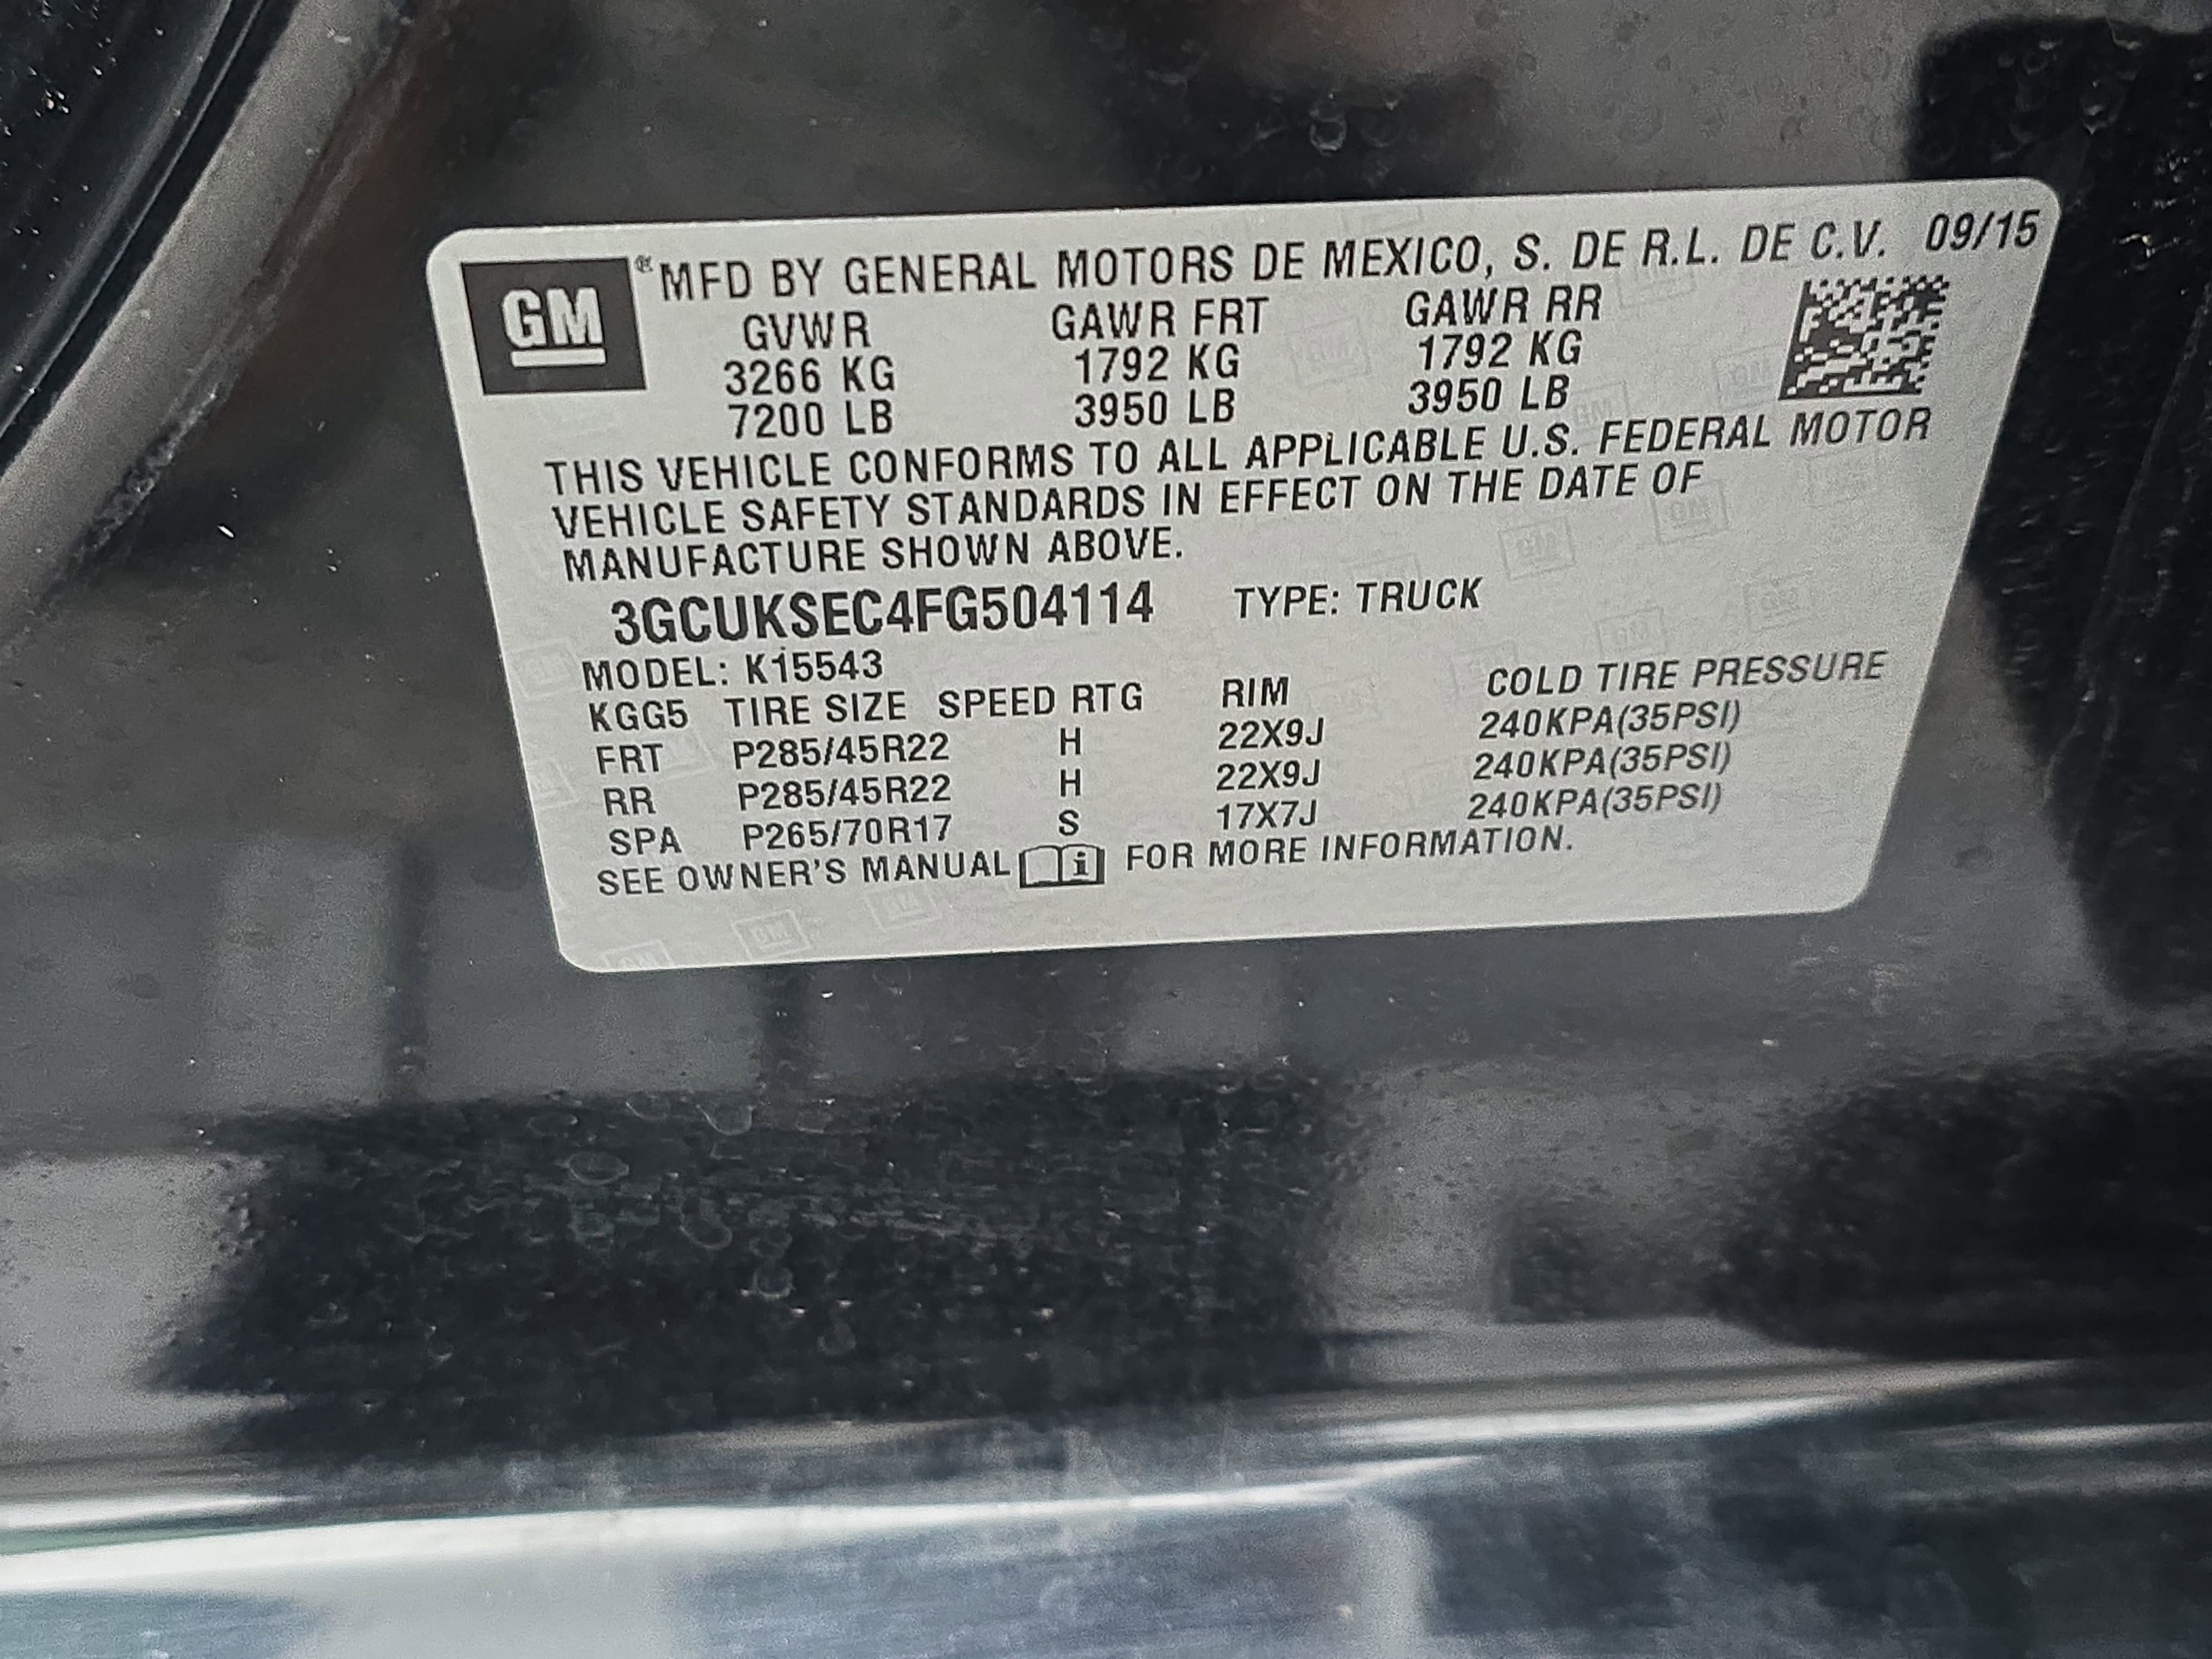 GM ® MFD BY GENERAL MOTORS DE MEXICO, S. DE R.L. DE C.V. 09/15
GVWR GAWR FRT GAWR RR
3266 KG 1792 KG 1792 KG
7200 LB 3950 LB 3950 LB
THIS VEHICLE CONFORMS TO ALL APPLICABLE U.S. FEDERAL MOTOR
VEHICLE SAFETY STANDARDS IN EFFECT ON THE DATE OF
MANUFACTURE SHOWN ABOVE.
3GCUKSEC4FG504114 TYPE: TRUCK
MODEL: K15543
KGG5 TIRE SIZE SPEED RTG RIM COLD TIRE PRESSURE
FRT P285/45R22 H 22X9J 240KPA(35PSI)
RR P285/45R22 H 22X9J 240KPA(35PSI)
SPA P265/70R17 S 17X7J 240KPA(35PSI)
SEE OWNER'S MANUAL i FOR MORE INFORMATION.